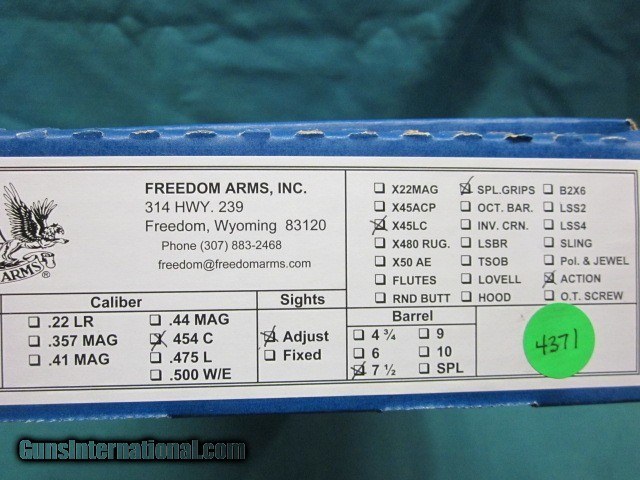 FREEDOM ARMS, INC.
314 HWY. 239
Freedom, Wyoming 83120
Phone (307) 883-2468
freedom@freedomarms.com
ARMS
Caliber
Sights
.22 LR
.357 MAG
.41 MAG
.44 MAG
454 C
.475 L
.500 W/E
Adjust
Fixed
X22MAG
X45ACP
X45LC
X480 RUG.
X50 AE
FLUTES
RND BUTT
SPL.GRIPS
OCT. BAR.
INV. CRN.
LSBR
TSOB
LOVELL
HOOD
B2X6
LSS2
LSS4
SLING
Pol. & JEWEL
ACTION
O.T. SCREW
Barrel
4 ¾
6
7 ½
9
10
SPL
4371
GunsInternational.com